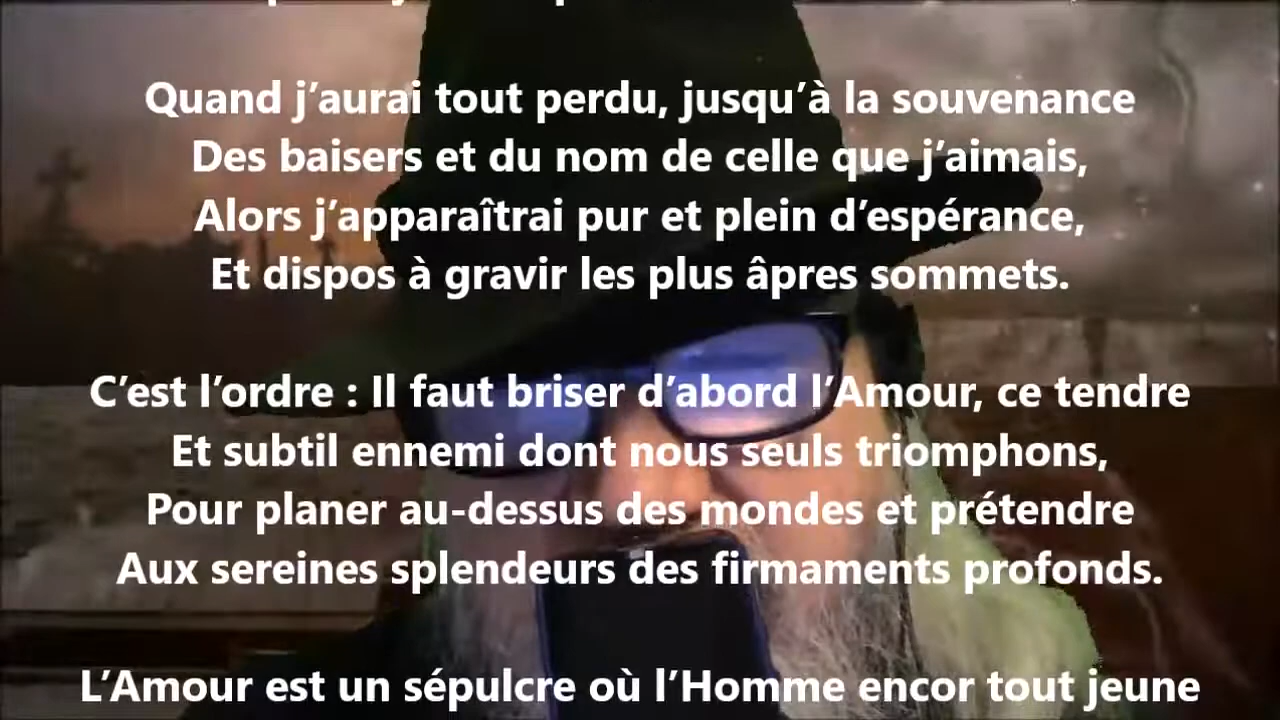 Quand j’aurai tout perdu, jusqu’à la souvenance
Des baisers et du nom de celle que j’aimais,
Alors j’apparaîtrai pur et plein d’espérance,
Et dispos à gravir les plus âpres sommets.
C’est l’ordre : Il faut briser d’abord l’Amour, ce tendre
Et subtil ennemi dont nous seuls triomphons,
Pour planer au-dessus des mondes et prétendre
Aux sereines splendeurs des firmaments profonds.
L’Amour est un sépulcre où l’Homme encor tout jeune